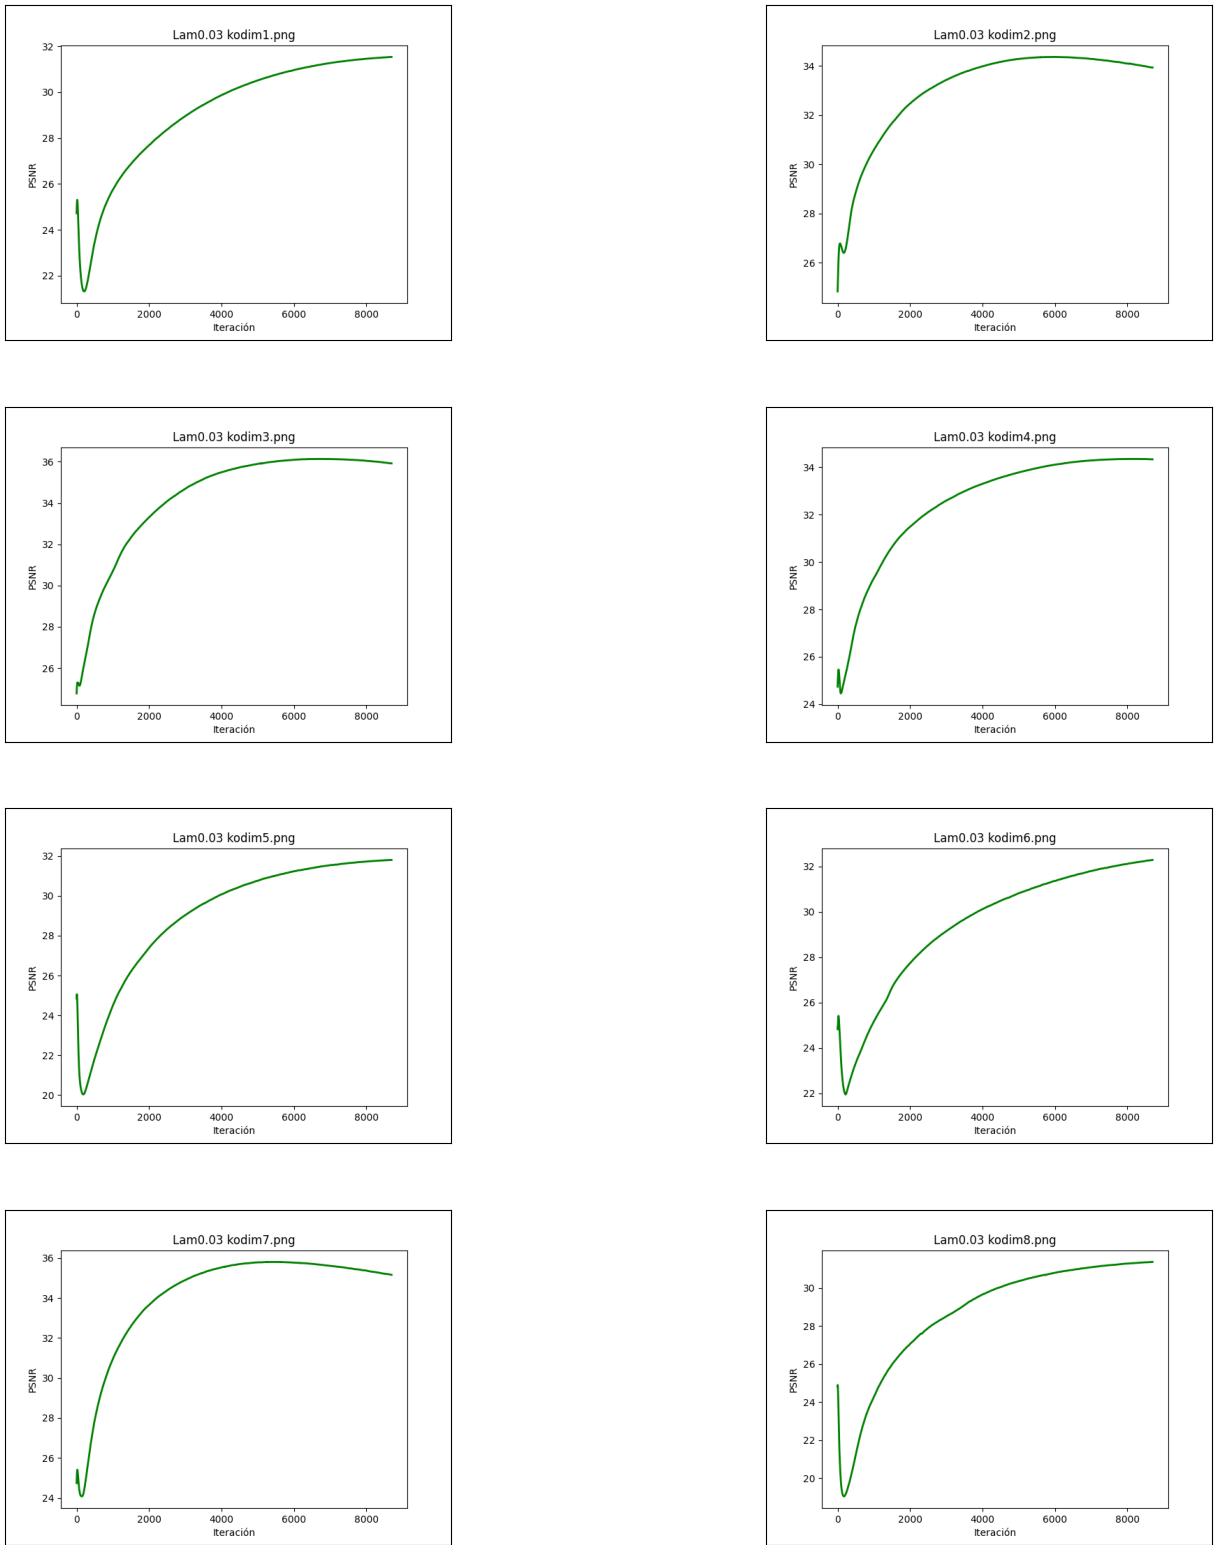 Lam0.03 kodim1.png
32
30
28
26
24
22
PSNR
0 2000 4000 6000 8000
Iteración
Lam0.03 kodim2.png
34
32
30
28
26
PSNR
0 2000 4000 6000 8000
Iteración
Lam0.03 kodim3.png
36
34
32
30
28
26
PSNR
0 2000 4000 6000 8000
Iteración
Lam0.03 kodim4.png
34
32
30
28
26
24
PSNR
0 2000 4000 6000 8000
Iteración
Lam0.03 kodim5.png
32
30
28
26
24
22
20
PSNR
0 2000 4000 6000 8000
Iteración
Lam0.03 kodim6.png
32
30
28
26
24
22
PSNR
0 2000 4000 6000 8000
Iteración
Lam0.03 kodim7.png
36
34
32
30
28
26
24
PSNR
0 2000 4000 6000 8000
Iteración
Lam0.03 kodim8.png
30
28
26
24
22
20
PSNR
0 2000 4000 6000 8000
Iteración